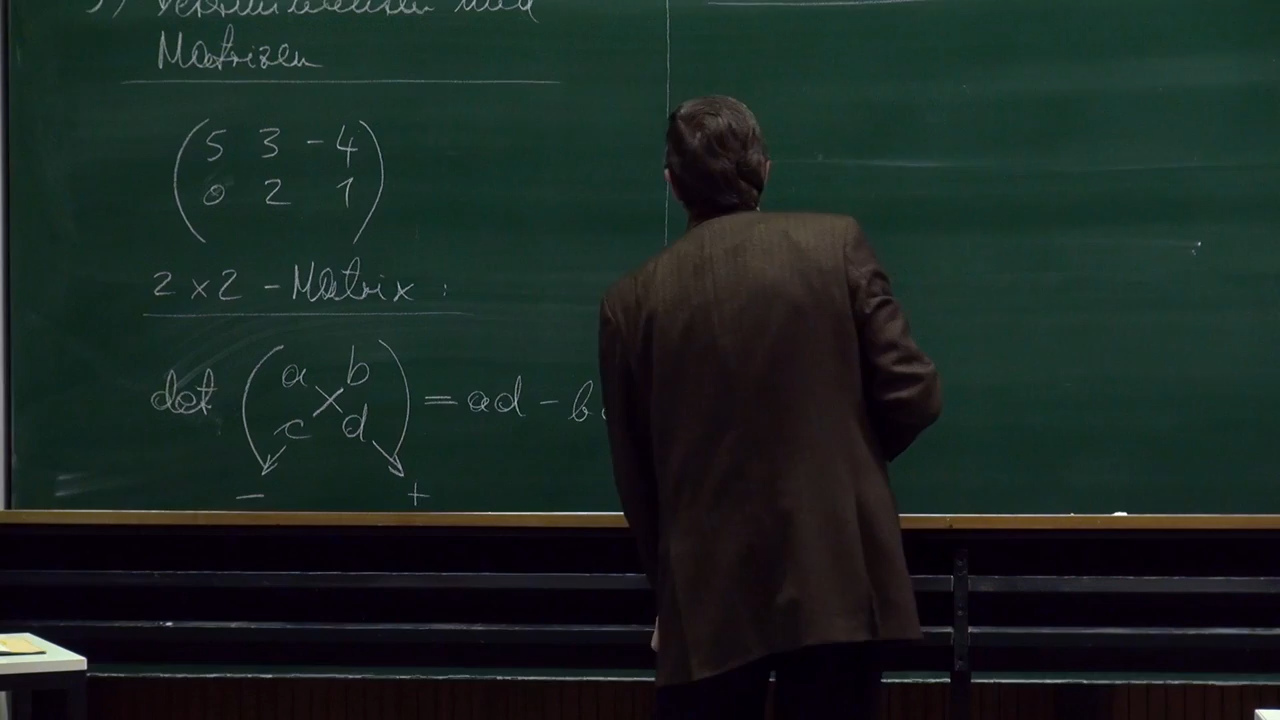 Matrizen
5 3 -4
0 2 1
2 x 2 - Matrix :
det ( a b
c d ) = ad - b
- +